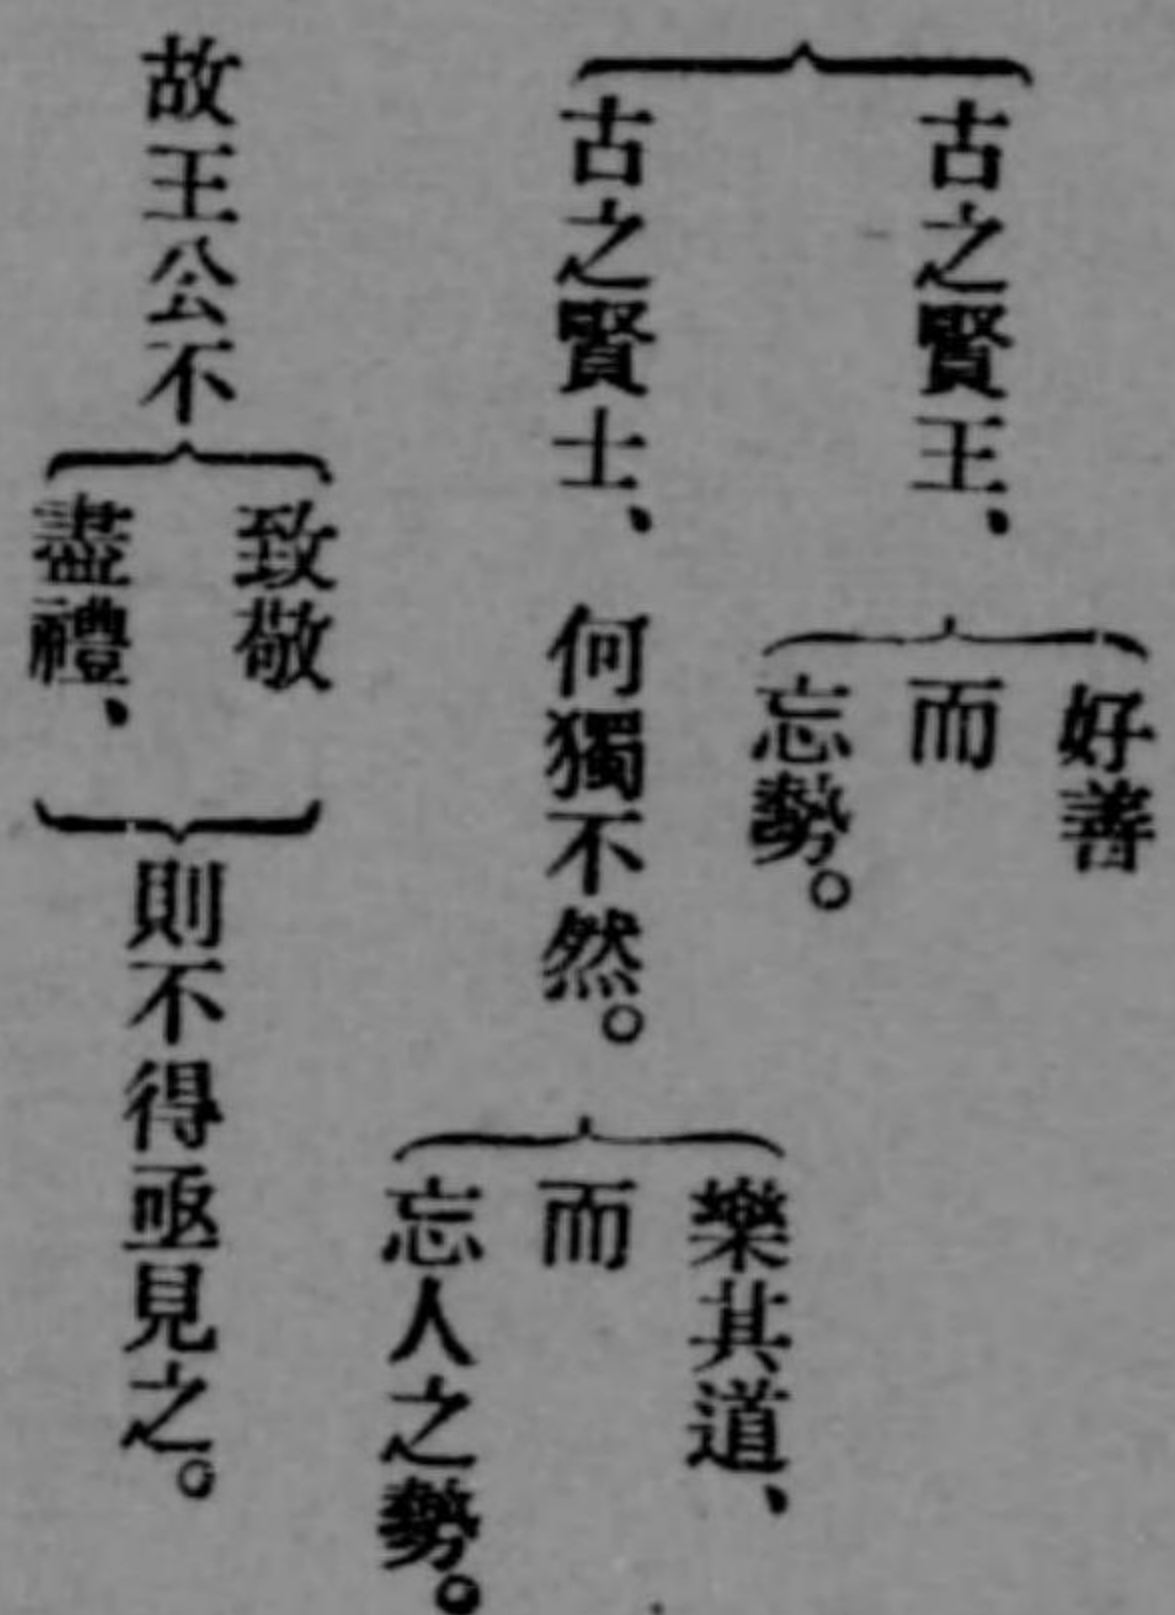 古之賢王、
好善
而
忘勢。
古之賢士、何獨不然。
樂其道、
而
忘人之勢。
故王公不
致敬
盡禮、
則不得亟見之。